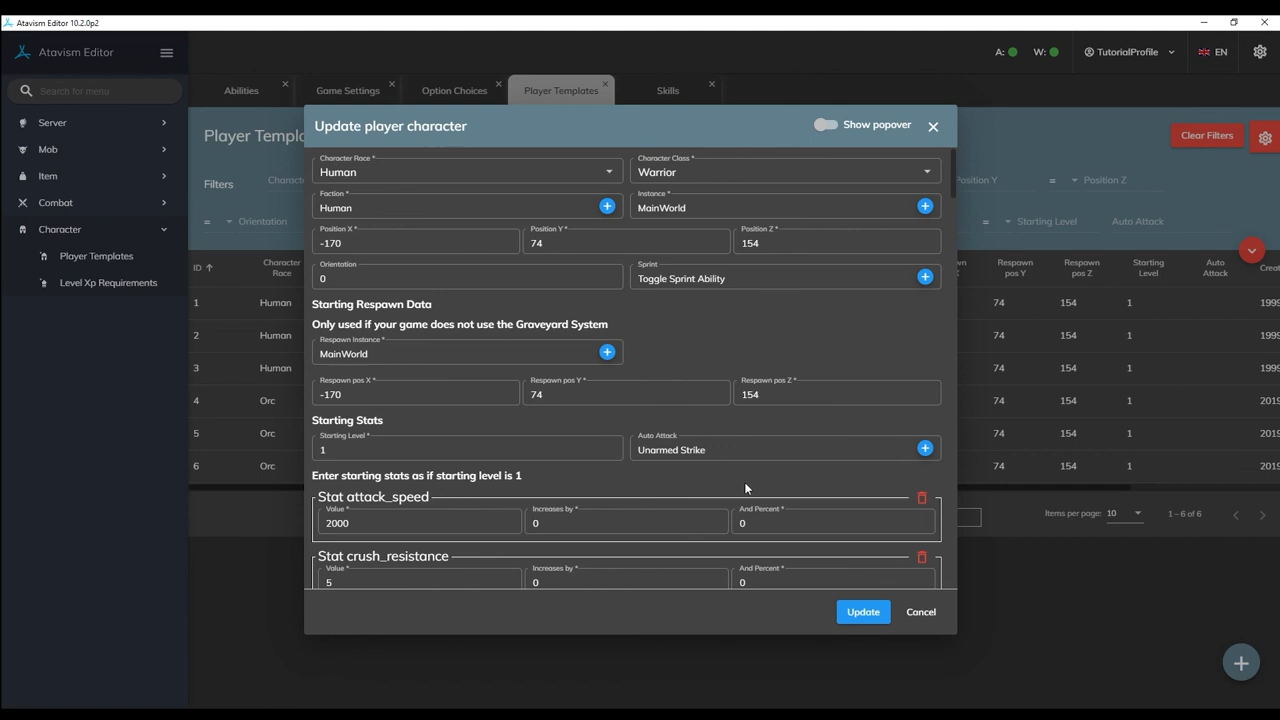 Atavism Editor 10.2.0p2
Atavism Editor
A: W: TutorialProfile EN
Search for menu
Abilities Game Settings Option Choices Player Templates Skills
Server
Mob
Item
Combat
Character
Player Templates
Level Xp Requirements
Player Templa
Clear Filters
Filters Characte Position Y = Position Z
= Orientation = Starting Level Auto Attack
ID Character Race Respawn pos Y Respawn pos Z Starting Level Auto Attack Creat
1 Human 74 154 1 1999
2 Human 74 154 1 1999
3 Human 74 154 1 1999
4 Orc 74 154 1 2019
5 Orc 74 154 1 2019
6 Orc 74 154 1 2019
Items per page: 10 1 – 6 of 6
Update player character Show popover
Character Race * Character Class *
Human Warrior
Faction * Instance *
Human MainWorld
Position X * Position Y * Position Z *
-170 74 154
Orientation Sprint
0 Toggle Sprint Ability
Starting Respawn Data
Only used if your game does not use the Graveyard System
Respawn Instance *
MainWorld
Respawn pos X * Respawn pos Y * Respawn pos Z *
-170 74 154
Starting Stats
Starting Level * Auto Attack
1 Unarmed Strike
Enter starting stats as if starting level is 1
Stat attack_speed
Value * Increases by * And Percent *
2000 0 0
Stat crush_resistance
Value * Increases by * And Percent *
5 0 0
Update Cancel